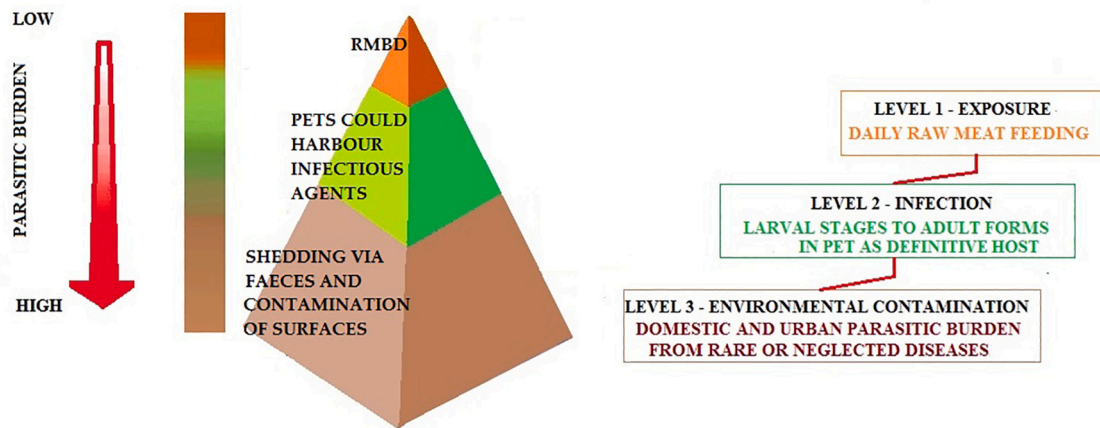 LOW
PARASITIC BURDEN
HIGH
RMBD
PETS COULD
HARBOUR
INFECTIOUS
AGENTS
SHEDDING VIA
FAECES AND
CONTAMINATION
OF SURFACES
LEVEL 1 - EXPOSURE
DAILY RAW MEAT FEEDING
LEVEL 2 - INFECTION
LARVAL STAGES TO ADULT FORMS
IN PET AS DEFINITIVE HOST
LEVEL 3 - ENVIRONMENTAL CONTAMINATION
DOMESTIC AND URBAN PARASITIC BURDEN
FROM RARE OR NEGLECTED DISEASES